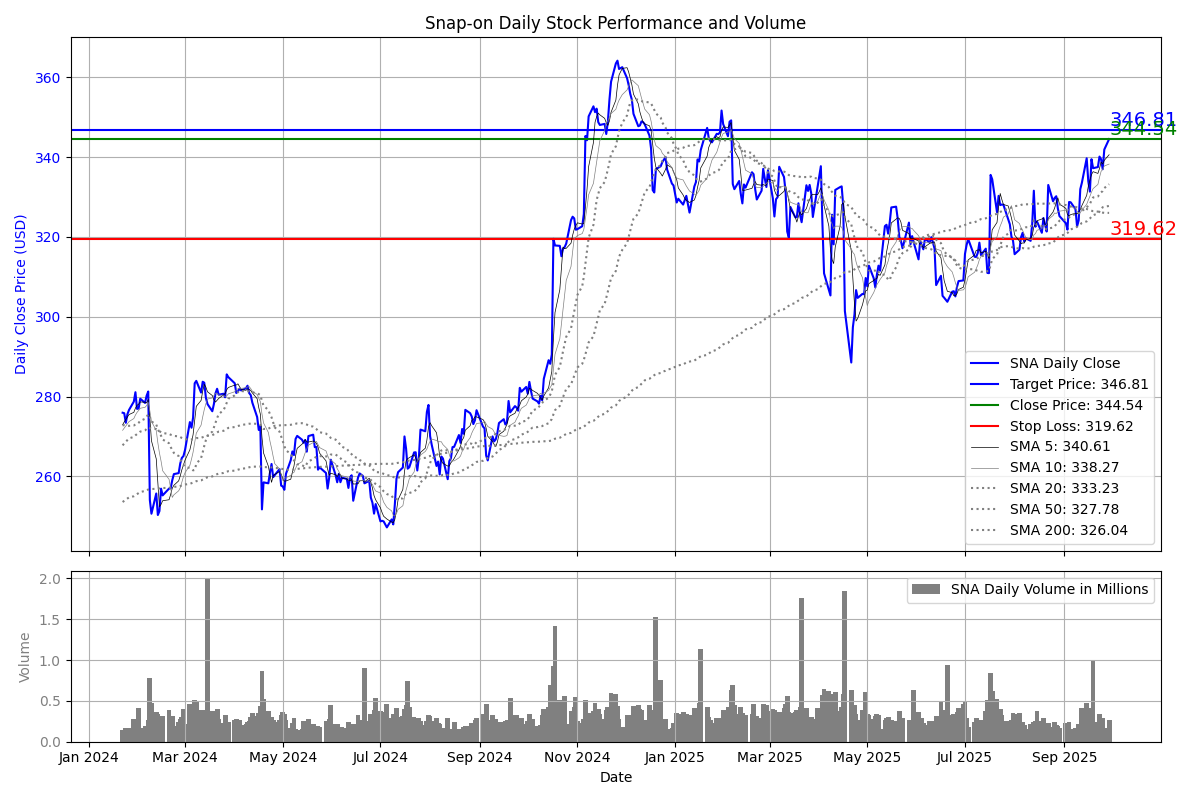 Snap-on Daily Stock Performance and Volume
Daily Close Price (USD)
360
340
320
300
280
260
346.81
344.54
319.62
SNA Daily Close
Target Price: 346.81
Close Price: 344.54
Stop Loss: 319.62
SMA 5: 340.61
SMA 10: 338.27
SMA 20: 333.23
SMA 50: 327.78
SMA 200: 326.04
Volume
2.0
1.5
1.0
0.5
0.0
SNA Daily Volume in Millions
Jan 2024 Mar 2024 May 2024 Jul 2024 Sep 2024 Nov 2024 Jan 2025 Mar 2025 May 2025 Jul 2025 Sep 2025
Date